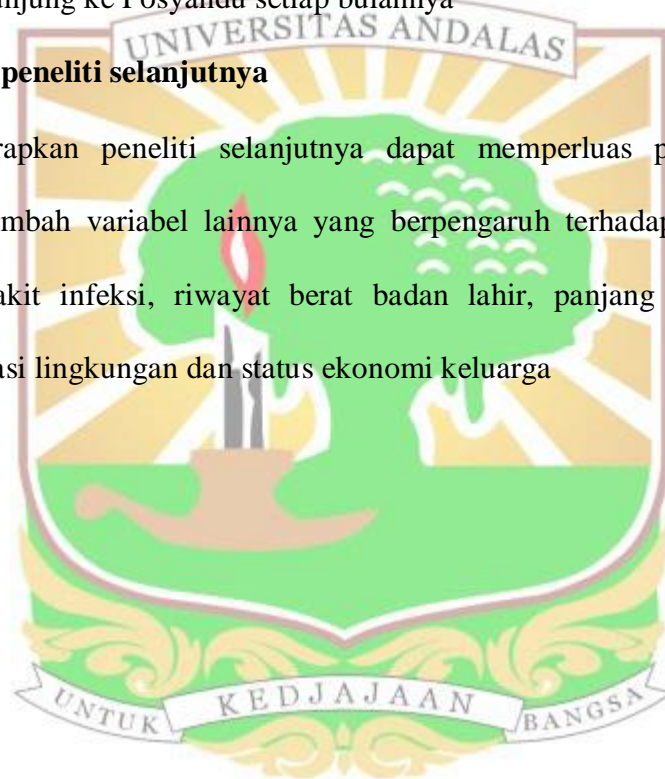 njung ke Posyandu setiap bulannya
UNIVERSITAS ANDALAS
peneliti selanjutnya
rapkan peneliti selanjutnya dapat memperluas p
mbah variabel lainnya yang berpengaruh terhadap
akit infeksi, riwayat berat badan lahir, panjang
asi lingkungan dan status ekonomi keluarga
UNTUK KEDJAJAAN BANGSA